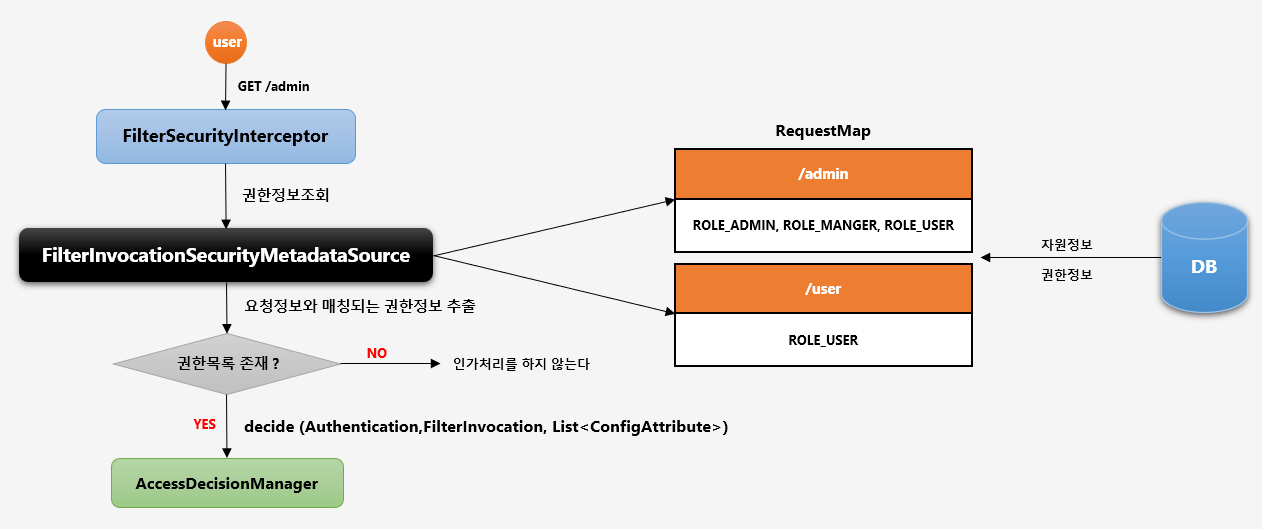 user
GET /admin
FilterSecurityInterceptor
권한정보조회
FilterInvocationSecurityMetadataSource
요청정보와 매칭되는 권한정보 추출
권한목록 존재 ?
NO
인가처리를 하지 않는다
YES
decide (Authentication,FilterInvocation, List<ConfigAttribute>)
AccessDecisionManager
RequestMap
/admin
ROLE_ADMIN, ROLE_MANGER, ROLE_USER
/user
ROLE_USER
자원정보
권한정보
DB